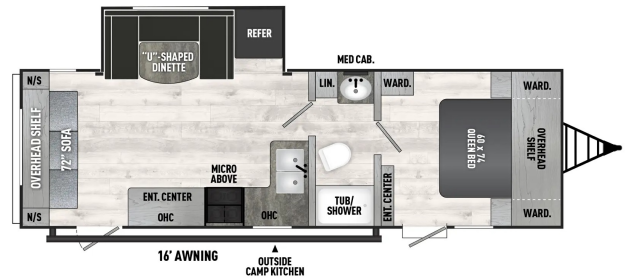 REFER
"U"-SHAPED
DINETTE
MED CAB.
N/S
LIN.
WARD.
WARD.
OVERHEAD SHELF
72" SOFA
60 X 74
QUEEN BED
OVERHEAD
SHELF
MICRO
ABOVE
ENT. CENTER
OHC
OHC
TUB/
SHOWER
ENT. CENTER
WARD.
N/S
16' AWNING
OUTSIDE
CAMP KITCHEN